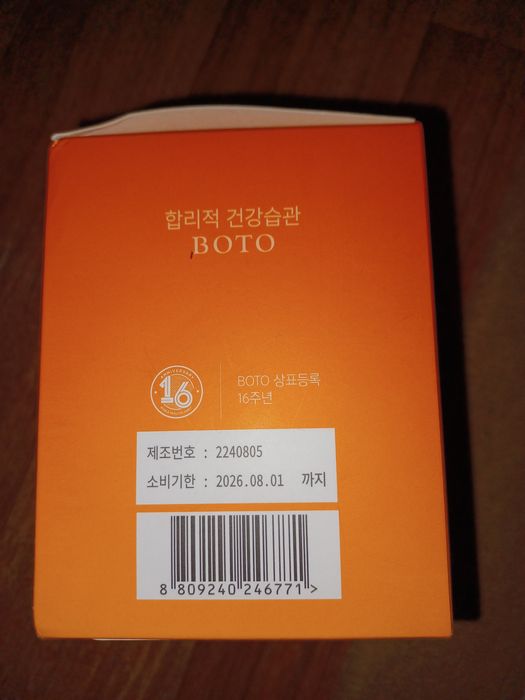 합리적 건강습관
BOTO
ANNIVERSARY
16
BOTO 상표등록
16주년
제조번호 : 2240805
소비기한 : 2026.08.01 까지
8 809240 246771 >